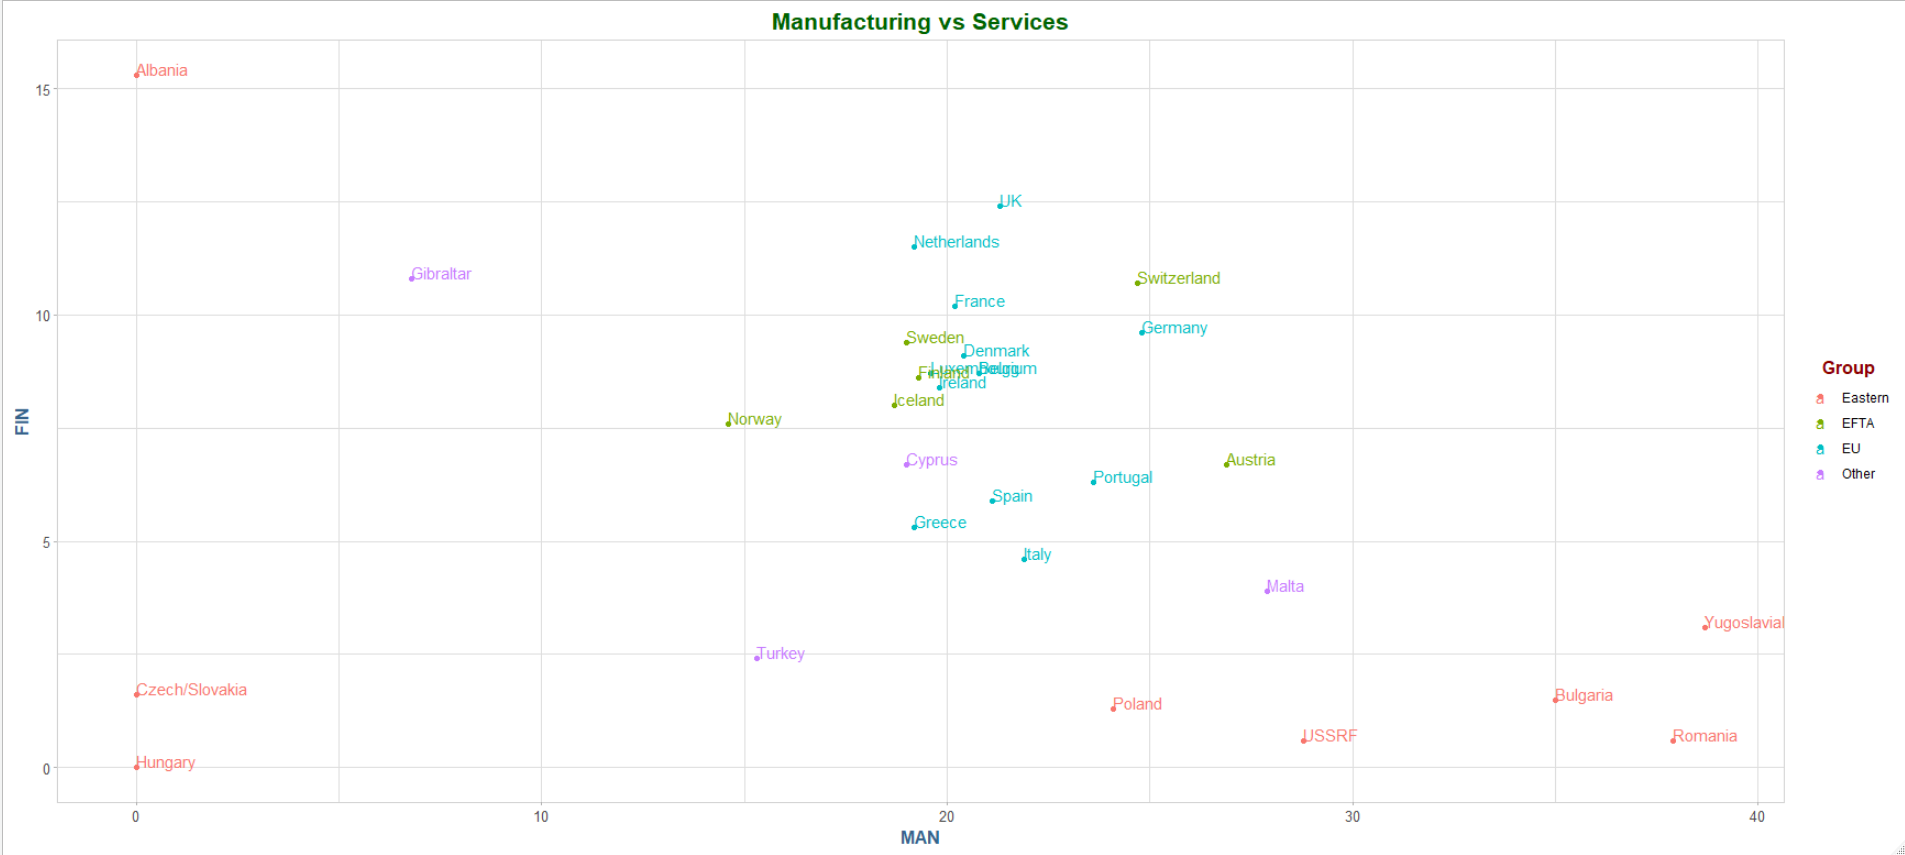 Manufacturing vs Services
Albania
15
UK
Netherlands
Gibraltar
Switzerland
France
10
Germany
Sweden
Denmark
Luxembourg
Belgium
Finland
Ireland
Iceland
Norway
FIN
Cyprus
Austria
Portugal
Spain
Greece
5
Italy
Malta
Yugoslavia
Turkey
Czech/Slovakia
Bulgaria
Poland
USSRF
Romania
Hungary
0
0 10 20 30 40
MAN
Group
a Eastern
a EFTA
a EU
a Other